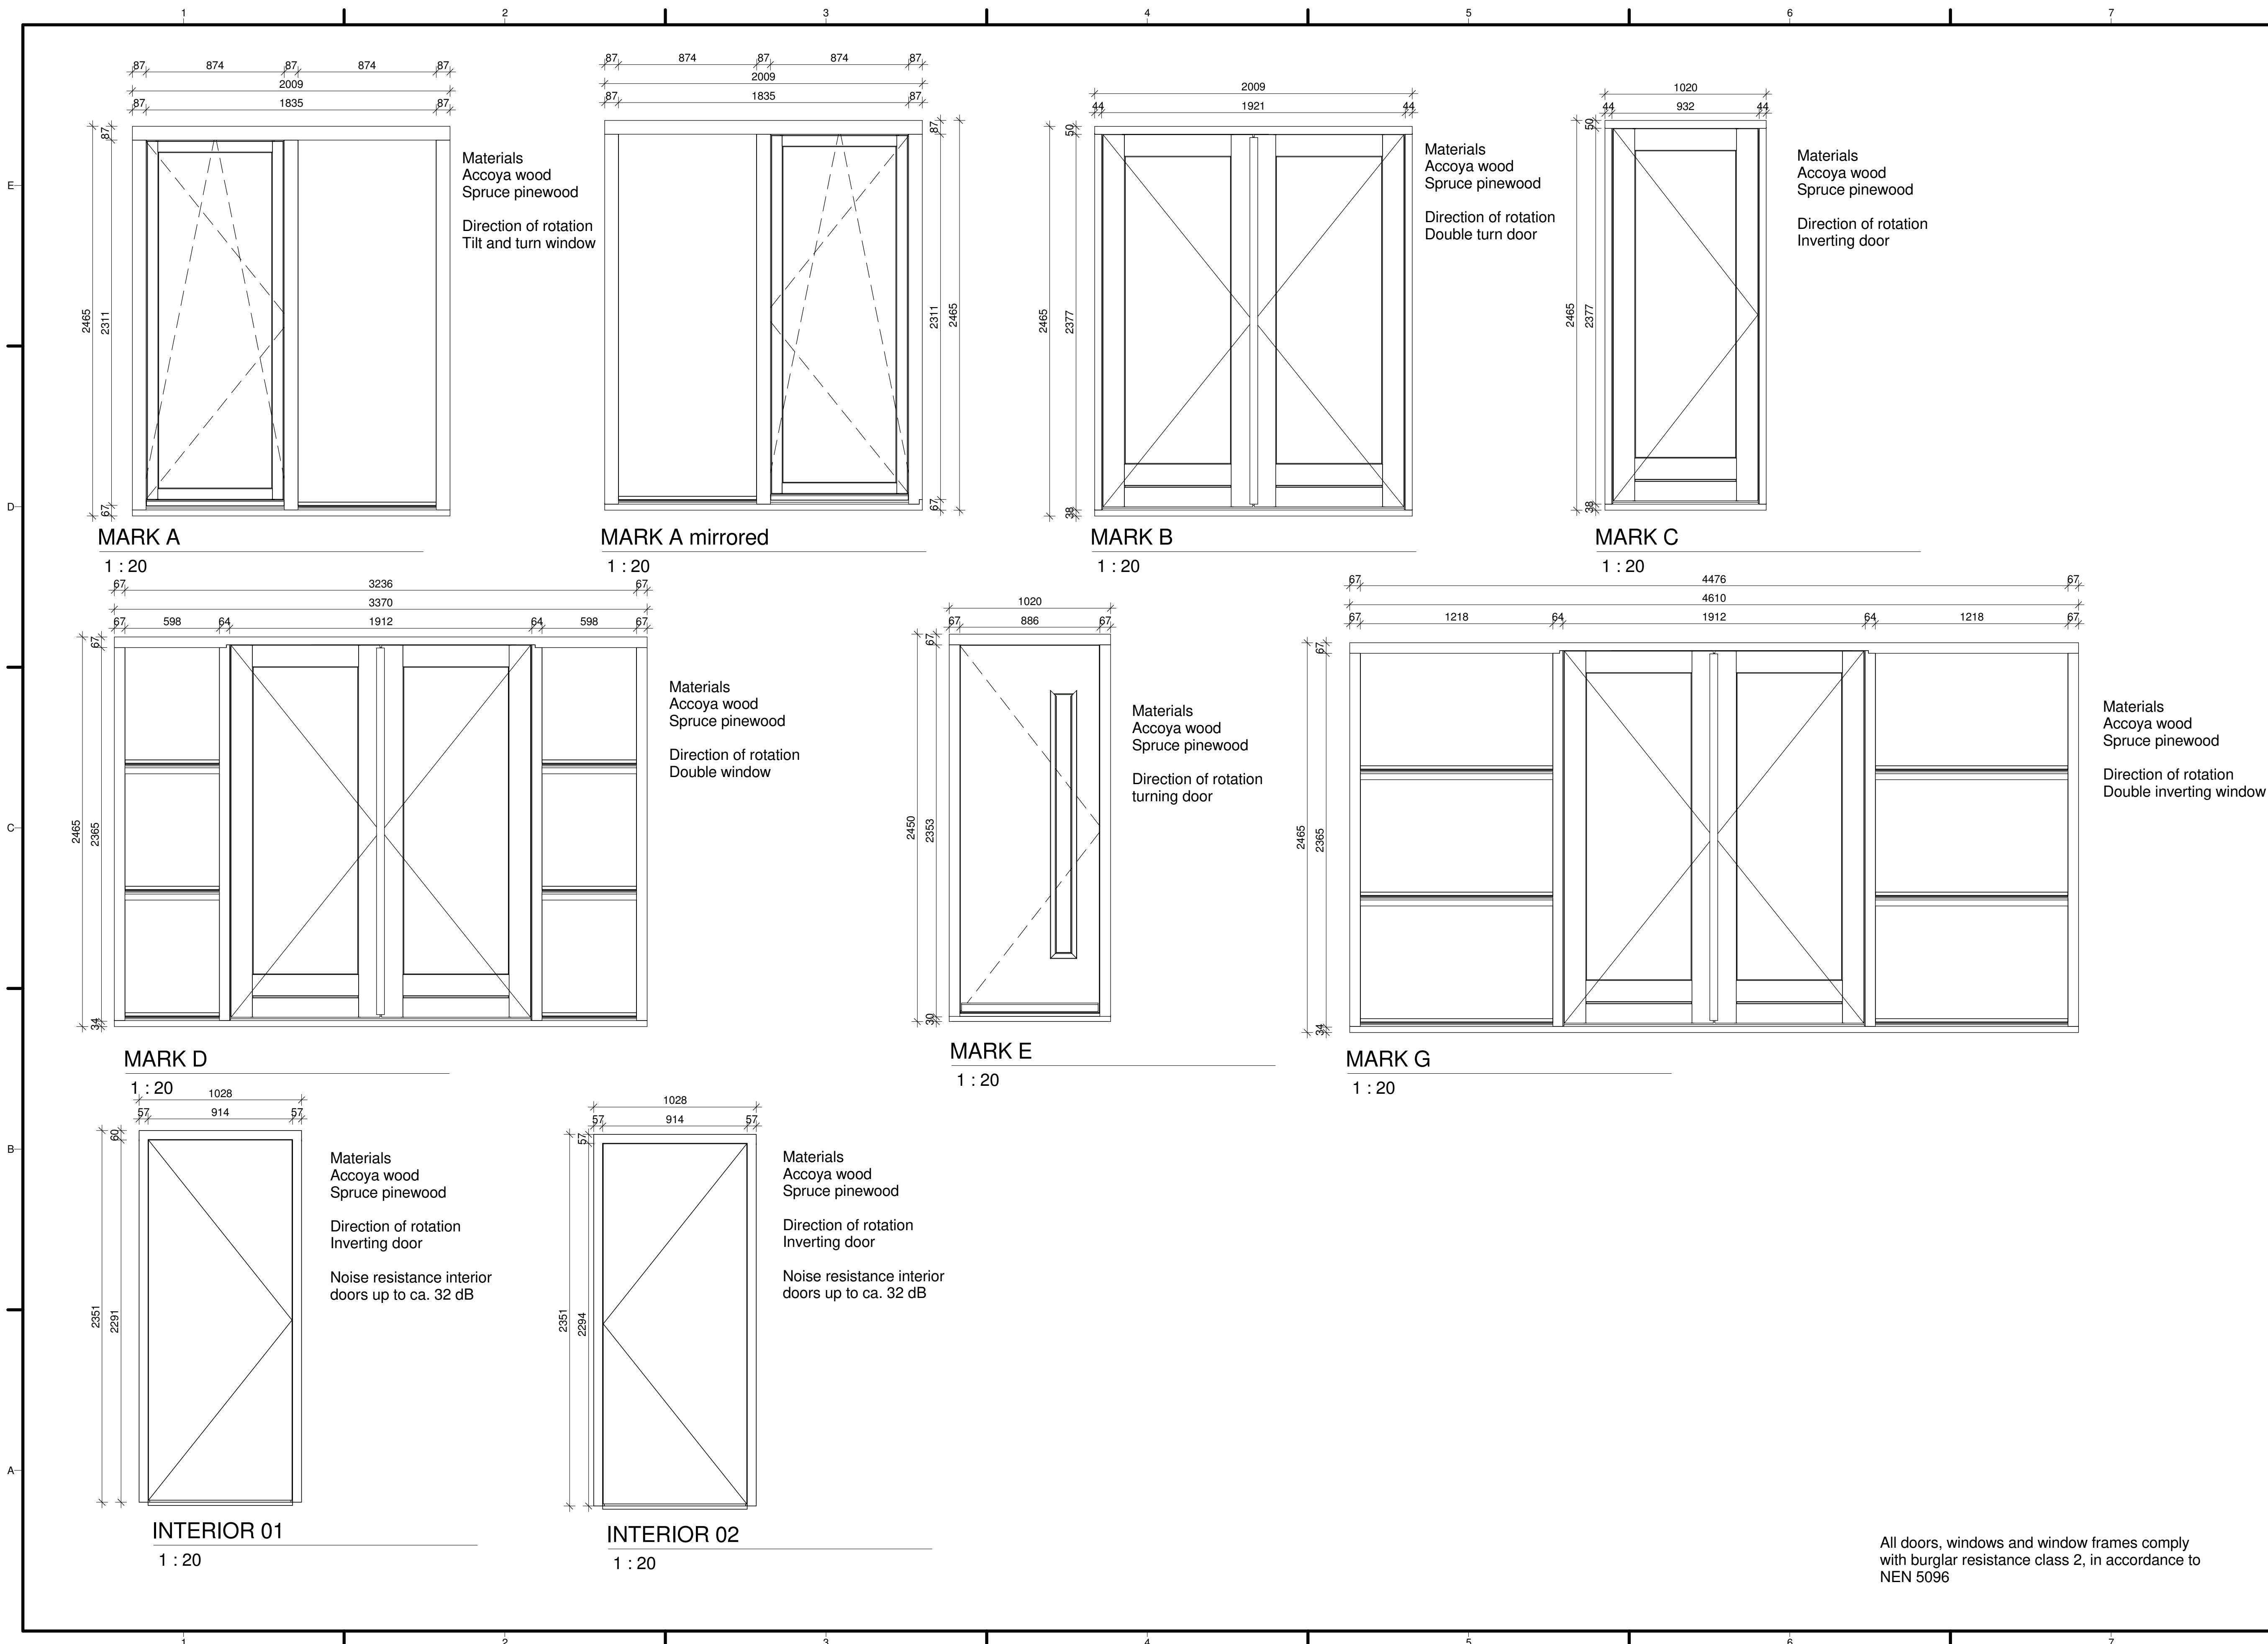 1 2 3 4 5 6 7
E
D
C
B
A
87 874 87 874 87
2009
87 1835 87
2465
87
2311
67
Materials
Accoya wood
Spruce pinewood
Direction of rotation
Tilt and turn window
MARK A
1 : 20
87 874 87 874 87
2009
87 1835 87
87
2311
67
2465
MARK A mirrored
1 : 20
2009
44 1921 44
2465
50
2377
38
Materials
Accoya wood
Spruce pinewood
Direction of rotation
Double turn door
MARK B
1 : 20
1020
44 932 44
2465
50
2377
38
Materials
Accoya wood
Spruce pinewood
Direction of rotation
Inverting door
MARK C
1 : 20
67 3236 67
3370
67 598 64 1912 64 598 67
2465
67
2365
34
Materials
Accoya wood
Spruce pinewood
Direction of rotation
Double window
MARK D
1 : 20
1020
67 886 67
2450
67
2353
30
Materials
Accoya wood
Spruce pinewood
Direction of rotation
turning door
MARK E
1 : 20
67 4476 67
4610
67 1218 64 1912 64 1218 67
2465
67
2365
34
Materials
Accoya wood
Spruce pinewood
Direction of rotation
Double inverting window
MARK G
1 : 20
1028
57 914 57
2351
60
2291
Materials
Accoya wood
Spruce pinewood
Direction of rotation
Inverting door
Noise resistance interior
doors up to ca. 32 dB
INTERIOR 01
1 : 20
1028
57 914 57
2351
57
2294
Materials
Accoya wood
Spruce pinewood
Direction of rotation
Inverting door
Noise resistance interior
doors up to ca. 32 dB
INTERIOR 02
1 : 20
All doors, windows and window frames comply
with burglar resistance class 2, in accordance to
NEN 5096
1 2 3 4 5 6 7